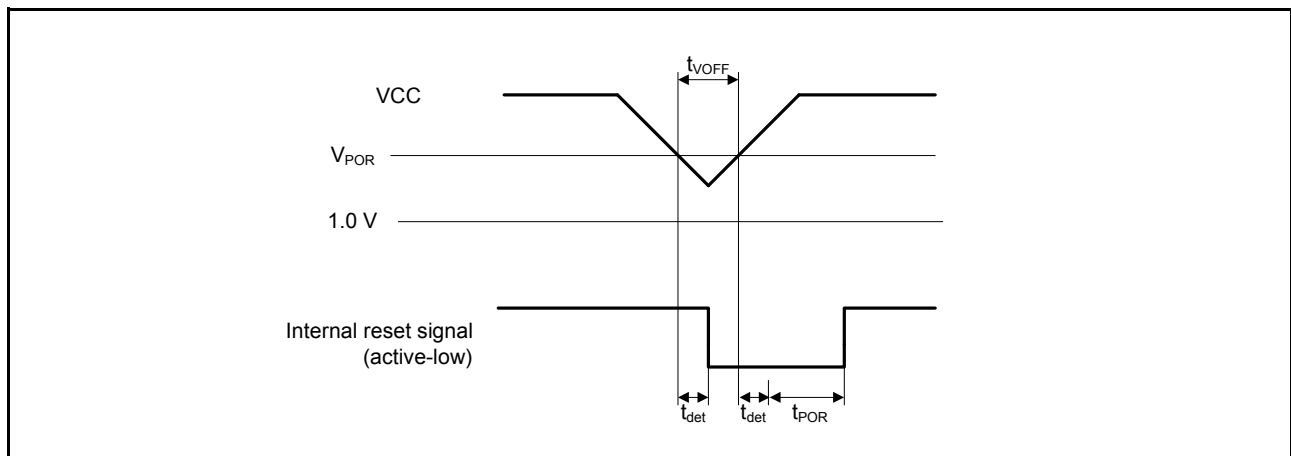 tVOFF
VCC
VPOR
1.0 V
Internal reset signal
(active-low)
tdet
tdet
tPOR